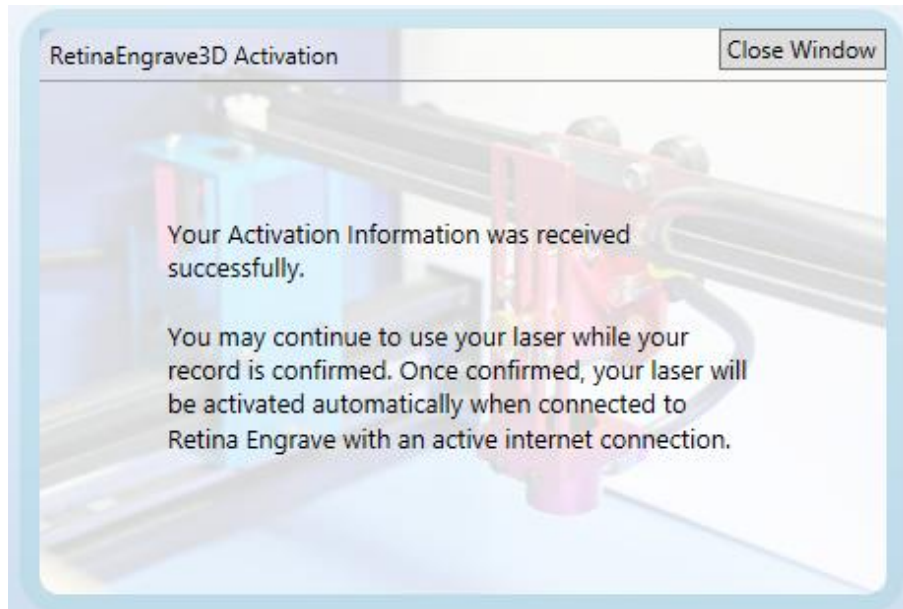 RetinaEngrave3D Activation
Close Window
Your Activation Information was received
successfully.
You may continue to use your laser while your
record is confirmed. Once confirmed, your laser will
be activated automatically when connected to
Retina Engrave with an active internet connection.